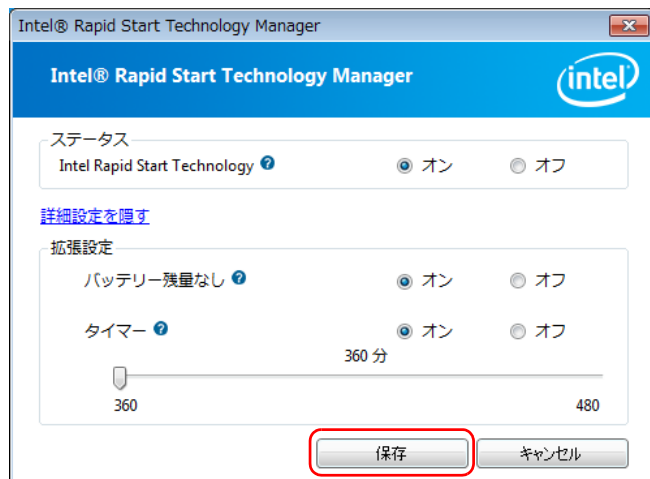 Intel® Rapid Start Technology Manager
Intel® Rapid Start Technology Manager
intel
ステータス
Intel Rapid Start Technology ? オン オフ
詳細設定を隠す
拡張設定
バッテリー残量なし ? オン オフ
タイマー ? オン オフ
360 分
360 480
保存 キャンセル